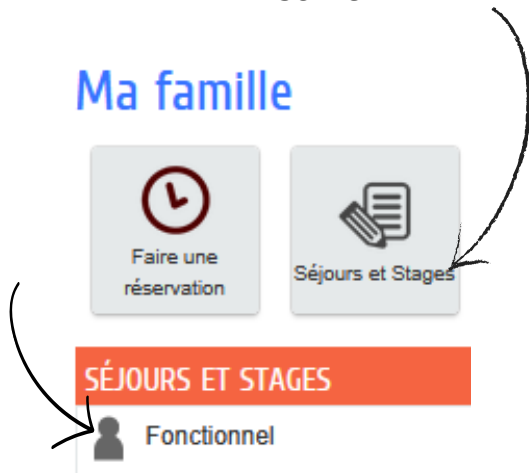 Ma famille
Faire une
réservation
Séjours et Stages
SÉJOURS ET STAGES
Fonctionnel